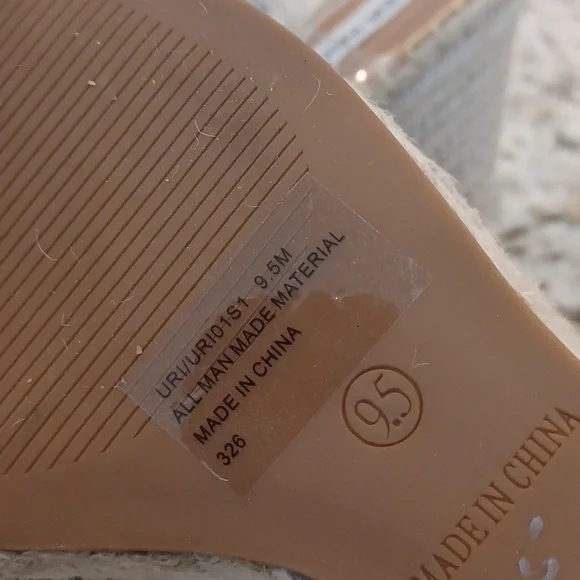 URI/URI01S1 9.5M
ALL MAN MADE MATERIAL
MADE IN CHINA
326
9.5
MADE IN CHINA